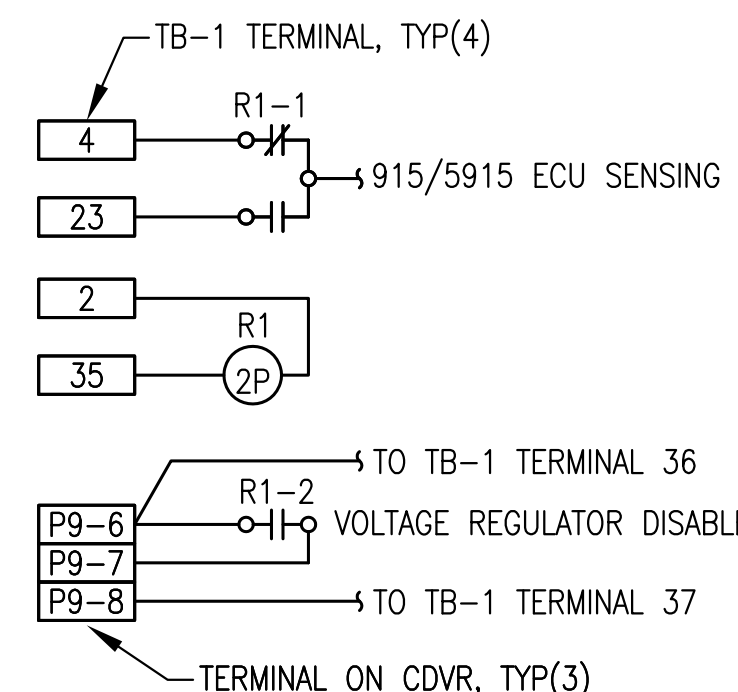 TB-1 TERMINAL, TYP(4)
R1-1
4
915/5915 ECU SENSING
23
2
R1
35
2P
TO TB-1 TERMINAL 36
R1-2
P9-6
VOLTAGE REGULATOR DISABL
P9-7
P9-8
TO TB-1 TERMINAL 37
TERMINAL ON CDVR, TYP(3)